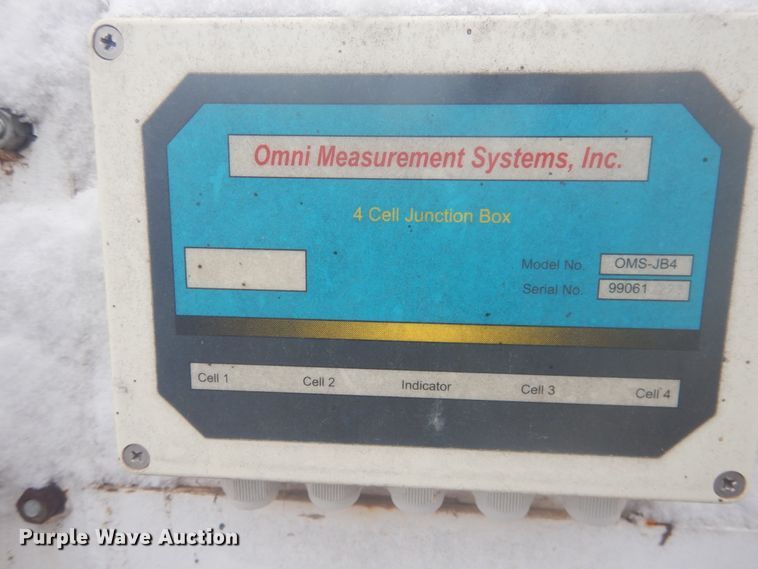 Omni Measurement Systems, Inc.
4 Cell Junction Box
Model No. OMS-JB4
Serial No. 99061
Cell 1 Cell 2 Indicator Cell 3 Cell 4
Purple Wave Auction